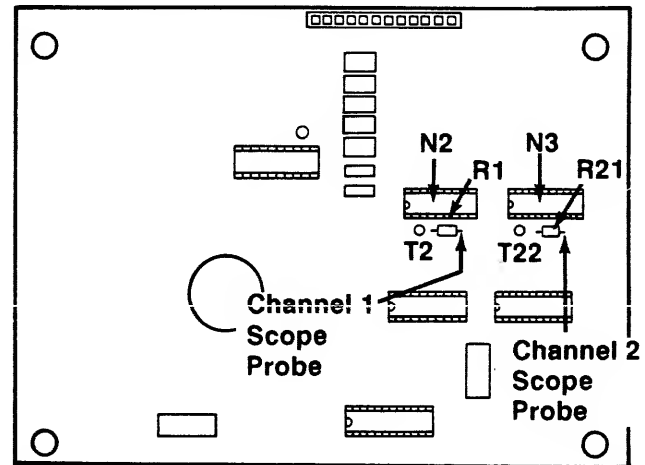 N2
N3
R1
R21
T2
T22
Channel 1
Scope
Probe
Channel 2
Scope
Probe